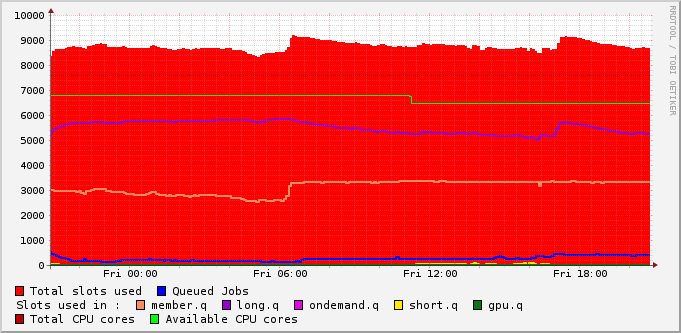 10000
9000
8000
7000
6000
5000
4000
3000
2000
1000
0
Fri 00:00 Fri 06:00 Fri 12:00 Fri 18:00
RRDTOOL / TOBI OETIKER
Total slots used Queued Jobs
Slots used in : member.q long.q ondemand.q short.q gpu.q
Total CPU cores Available CPU cores